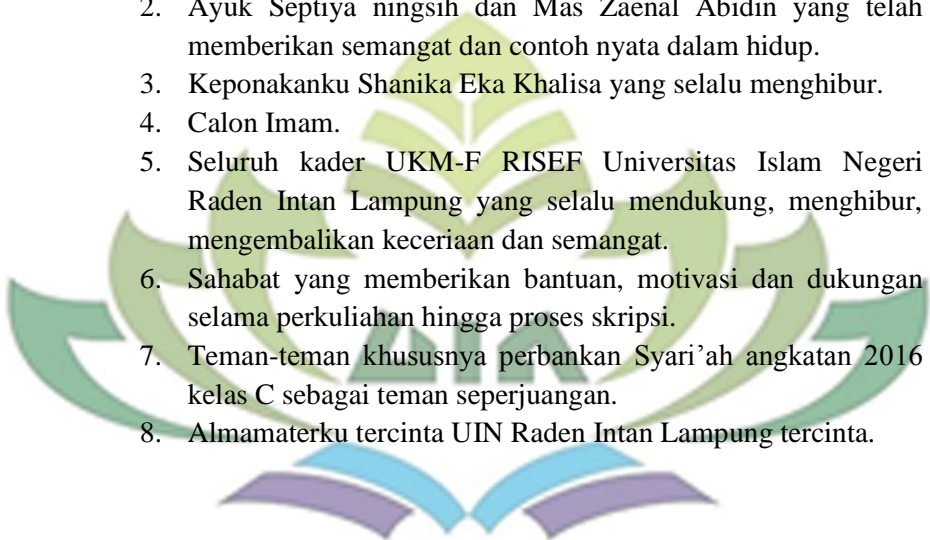 2. Ayuk Septiya ningsih dan Mas Zaenal Abidin yang telah
memberikan semangat dan contoh nyata dalam hidup.
3. Keponakanku Shanika Eka Khalisa yang selalu menghibur.
4. Calon Imam.
5. Seluruh kader UKM-F RISEF Universitas Islam Negeri
Raden Intan Lampung yang selalu mendukung, menghibur,
mengembalikan keceriaan dan semangat.
6. Sahabat yang memberikan bantuan, motivasi dan dukungan
selama perkuliahan hingga proses skripsi.
7. Teman-teman khususnya perbankan Syari’ah angkatan 2016
kelas C sebagai teman seperjuangan.
8. Almamaterku tercinta UIN Raden Intan Lampung tercinta.
UIN